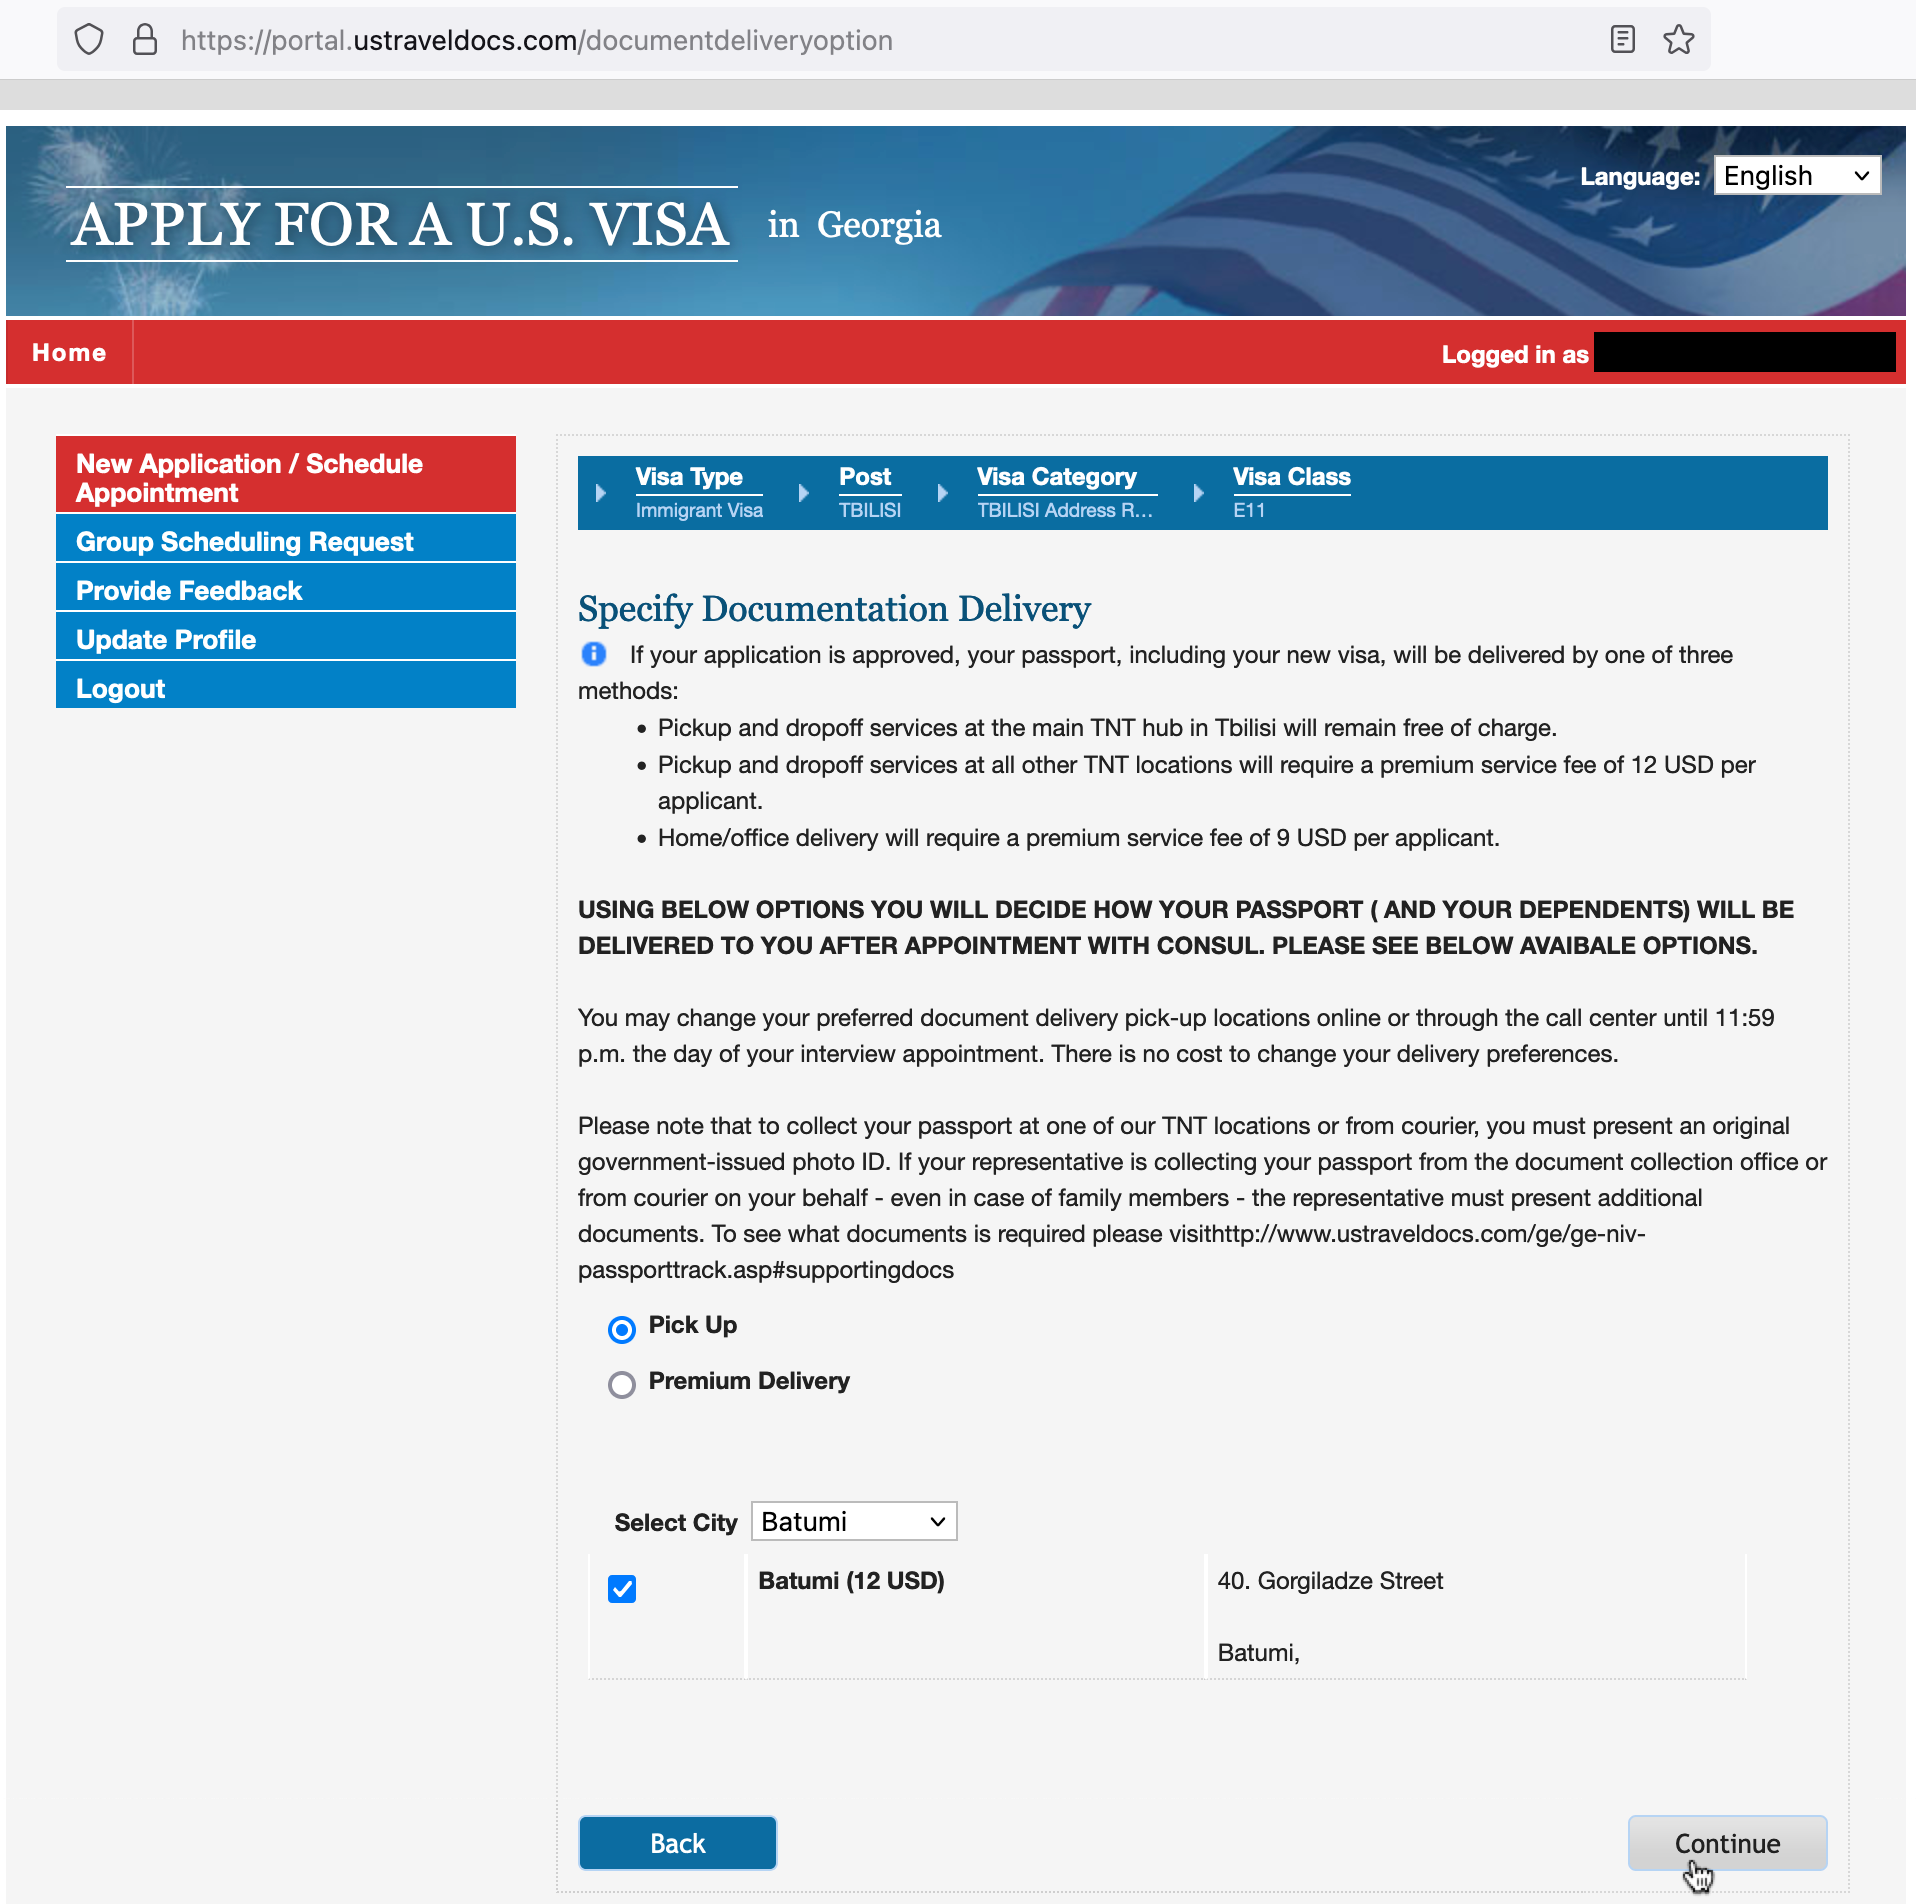 https://portal.ustraveldocs.com/documentdeliveryoption
APPLY FOR A U.S. VISA in Georgia
Language: English
Home
Logged in as
New Application / Schedule
Appointment
Group Scheduling Request
Provide Feedback
Update Profile
Logout
Visa Type Post Visa Category Visa Class
Immigrant Visa TBILISI TBILISI Address R... E11
Specify Documentation Delivery
If your application is approved, your passport, including your new visa, will be delivered by one of three
methods:
• Pickup and dropoff services at the main TNT hub in Tbilisi will remain free of charge.
• Pickup and dropoff services at all other TNT locations will require a premium service fee of 12 USD per
applicant.
• Home/office delivery will require a premium service fee of 9 USD per applicant.
USING BELOW OPTIONS YOU WILL DECIDE HOW YOUR PASSPORT ( AND YOUR DEPENDENTS) WILL BE
DELIVERED TO YOU AFTER APPOINTMENT WITH CONSUL. PLEASE SEE BELOW AVAIBALE OPTIONS.
You may change your preferred document delivery pick-up locations online or through the call center until 11:59
p.m. the day of your interview appointment. There is no cost to change your delivery preferences.
Please note that to collect your passport at one of our TNT locations or from courier, you must present an original
government-issued photo ID. If your representative is collecting your passport from the document collection office or
from courier on your behalf - even in case of family members - the representative must present additional
documents. To see what documents is required please visithttp://www.ustraveldocs.com/ge/ge-niv-
passporttrack.asp#supportingdocs
Pick Up
Premium Delivery
Select City Batumi
Batumi (12 USD) 40. Gorgiladze Street
Batumi,
Back Continue